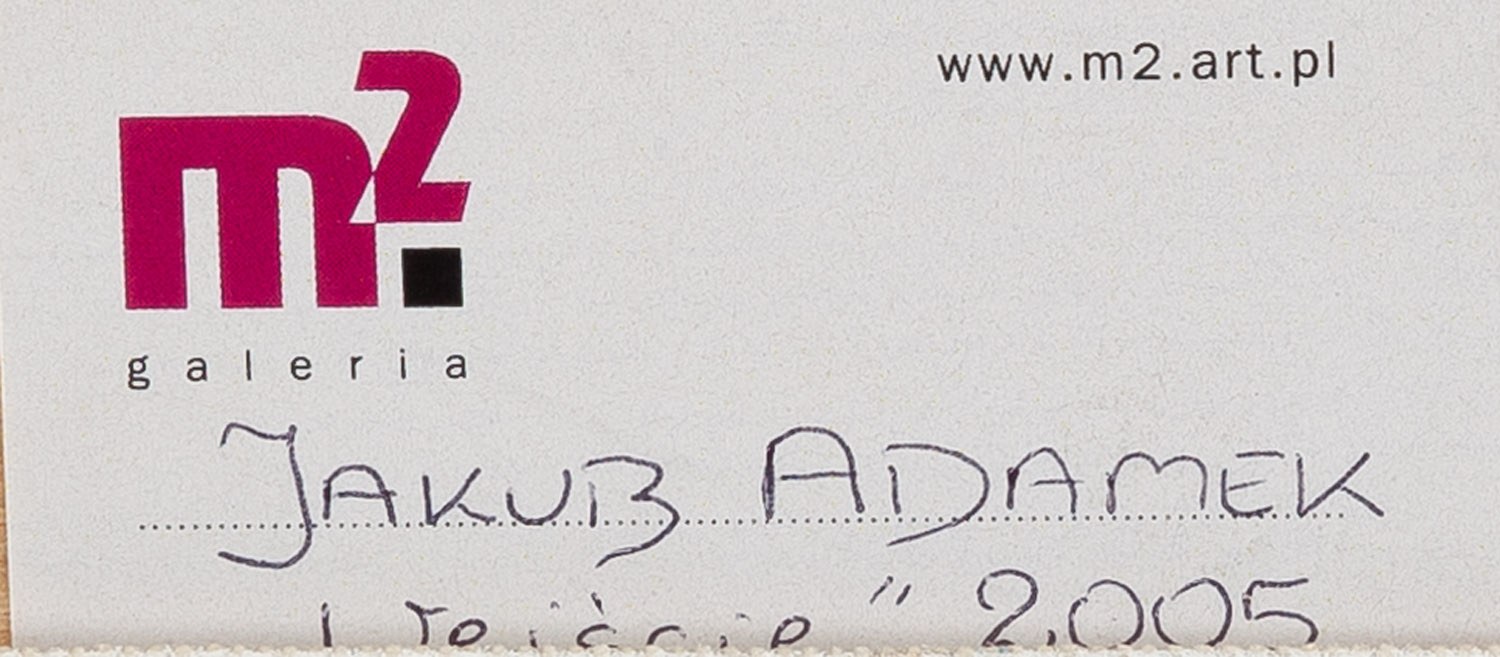 www.m2.art.pl
m2.
galeria
JAKUB ADAMEK
" 2005